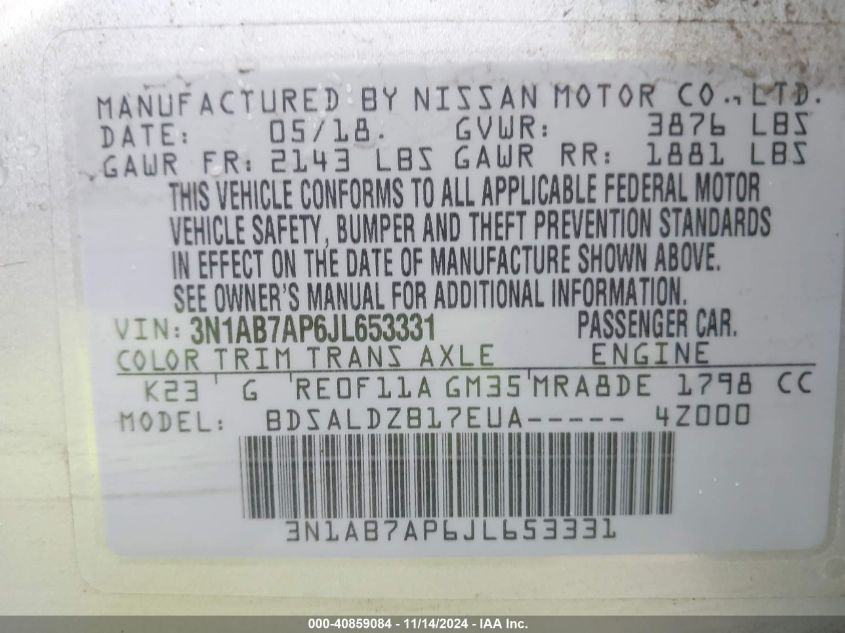 MANUFACTURED BY NISSAN MOTOR CO., LTD.
DATE: 05/18. GVWR: 3876 LBS
GAWR FR: 2143 LBS GAWR RR: 1881 LBS
THIS VEHICLE CONFORMS TO ALL APPLICABLE FEDERAL MOTOR
VEHICLE SAFETY, BUMPER AND THEFT PREVENTION STANDARDS
IN EFFECT ON THE DATE OF MANUFACTURE SHOWN ABOVE.
SEE OWNER'S MANUAL FOR ADDITIONAL INFORMATION.
VIN: 3N1AB7AP6JL653331 PASSENGER CAR.
COLOR TRIM TRANS AXLE ENGINE
K23 G RE0F11A GM35 MRA8DE 1798 CC
MODEL: BDSALDZB17EUA----- 4Z000
3N1AB7AP6JL653331
000-40859084 - 11/14/2024 - IAA Inc.